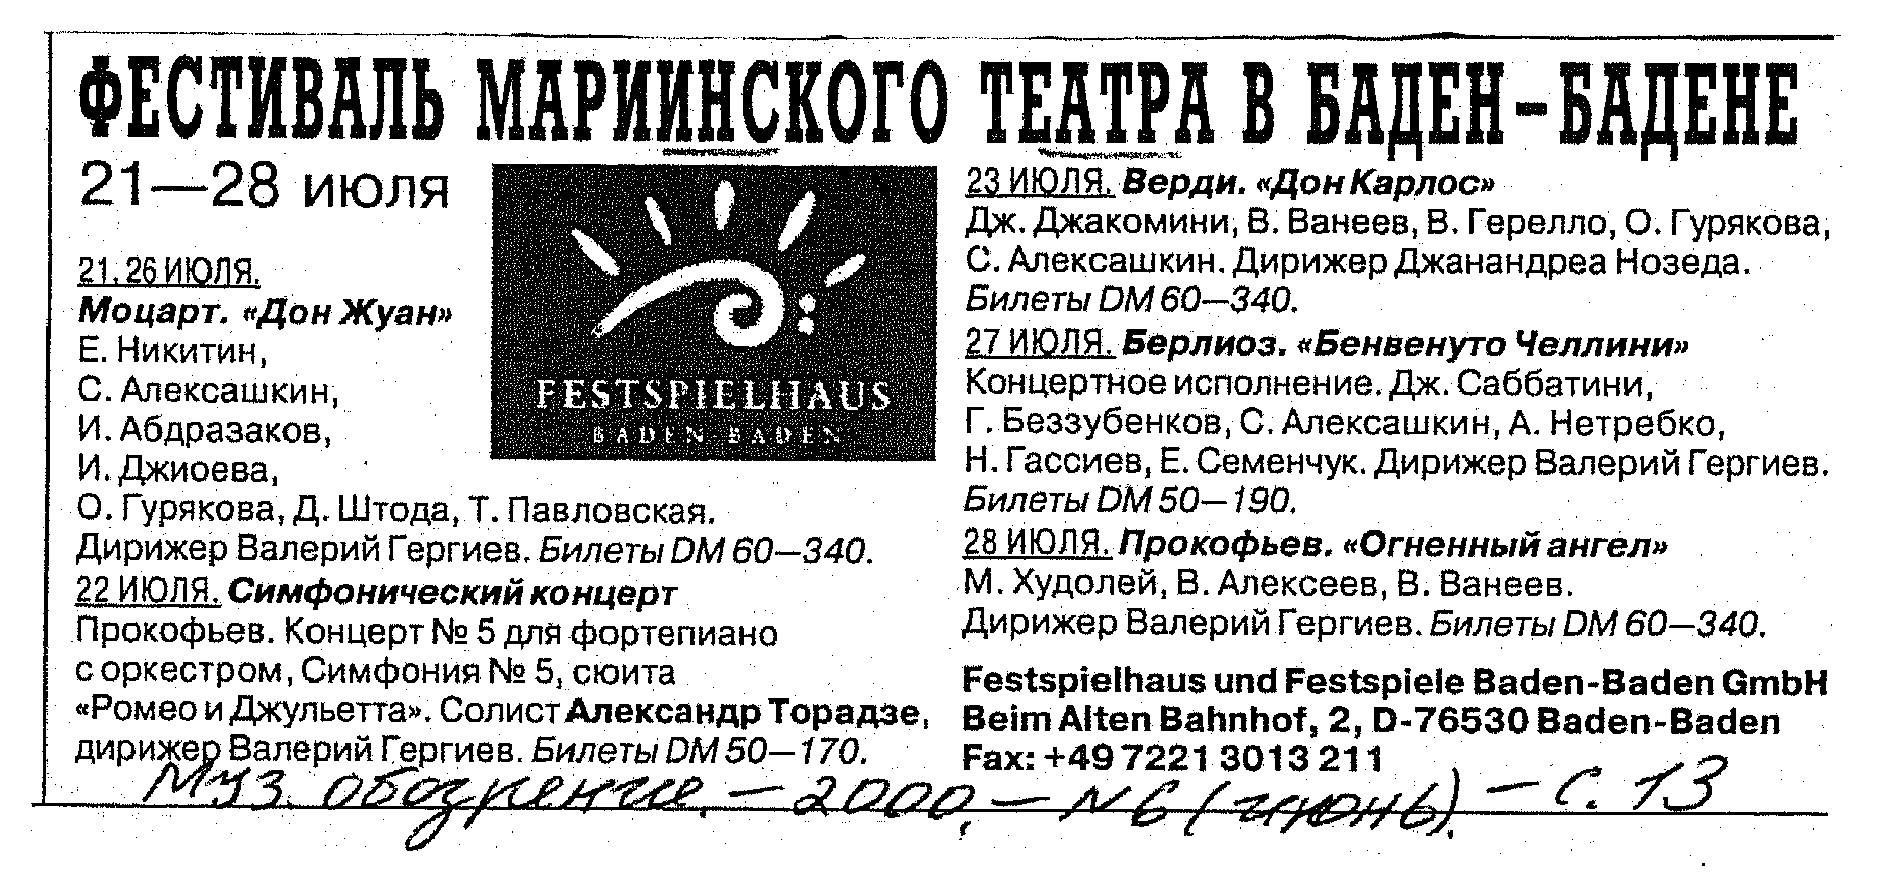 ФЕСТИВАЛЬ МАРИИНСКОГО ТЕАТРА В БАДЕН-БАДЕНЕ
21—28 ИЮЛЯ
21, 26 ИЮЛЯ.
Моцарт. «Дон Жуан»
Е. Никитин,
С. Алексашкин,
И. Абдразаков,
И. Джиоева,
О. Гурякова, Д. Штода, Т. Павловская.
Дирижер Валерий Гергиев. Билеты DM 60—340.
22 ИЮЛЯ. Симфонический концерт
Прокофьев. Концерт № 5 для фортепиано
с оркестром, Симфония № 5, сюита
«Ромео и Джульетта». Солист Александр Торадзе,
дирижер Валерий Гергиев. Билеты DM 50—170.
FESTSPIELHAUS
BADEN-BADEN
23 ИЮЛЯ. Верди. «Дон Карлос»
Дж. Джакомини, В. Ванеев, В. Герелло, О. Гурякова,
С. Алексашкин. Дирижер Джанандреа Нозеда.
Билеты DM 60—340.
27 ИЮЛЯ. Берлиоз. «Бенвенуто Челлини»
Концертное исполнение. Дж. Саббатини,
Г. Беззубенков, С. Алексашкин, А. Нетребко,
Н. Гассиев, Е. Семенчук. Дирижер Валерий Гергиев.
Билеты DM 50—190.
28 ИЮЛЯ. Прокофьев. «Огненный ангел»
М. Худолей, В. Алексеев, В. Ванеев.
Дирижер Валерий Гергиев. Билеты DM 60—340.
Festspielhaus und Festspiele Baden-Baden GmbH
Beim Alten Bahnhof, 2, D-76530 Baden-Baden
Fax: +49 7221 3013 211
Муз. обозрение. – 2000, – N 6 (июнь). – С. 13